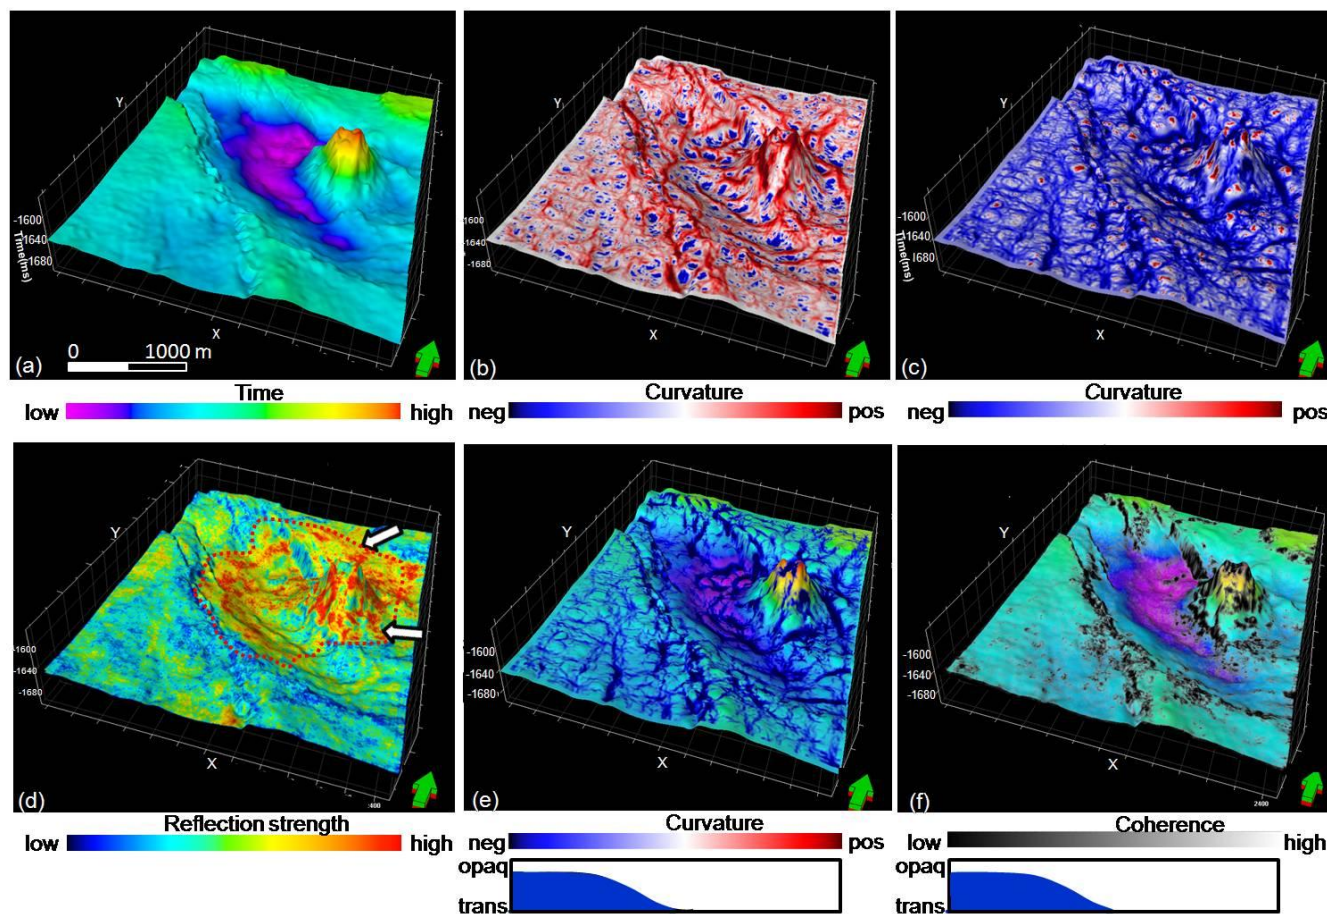 Y
-1600
-1640
-1680
Time(ms)
X
(a)
0 1000 m
Time
low high
Y
-1600
-1640
-1680
X
(b)
Curvature
neg pos
Y
-1600
-1640
-1680
Time(ms)
X
(c)
Curvature
neg pos
Y
-1600
-1640
-1680
X
(d)
Reflection strength
low high
Y
-1600
-1640
-1680
X
(e)
Curvature
neg pos
opaq
trans.
Y
-1600
-1640
-1680
X
2400
(f)
Coherence
low high
opaq
trans.